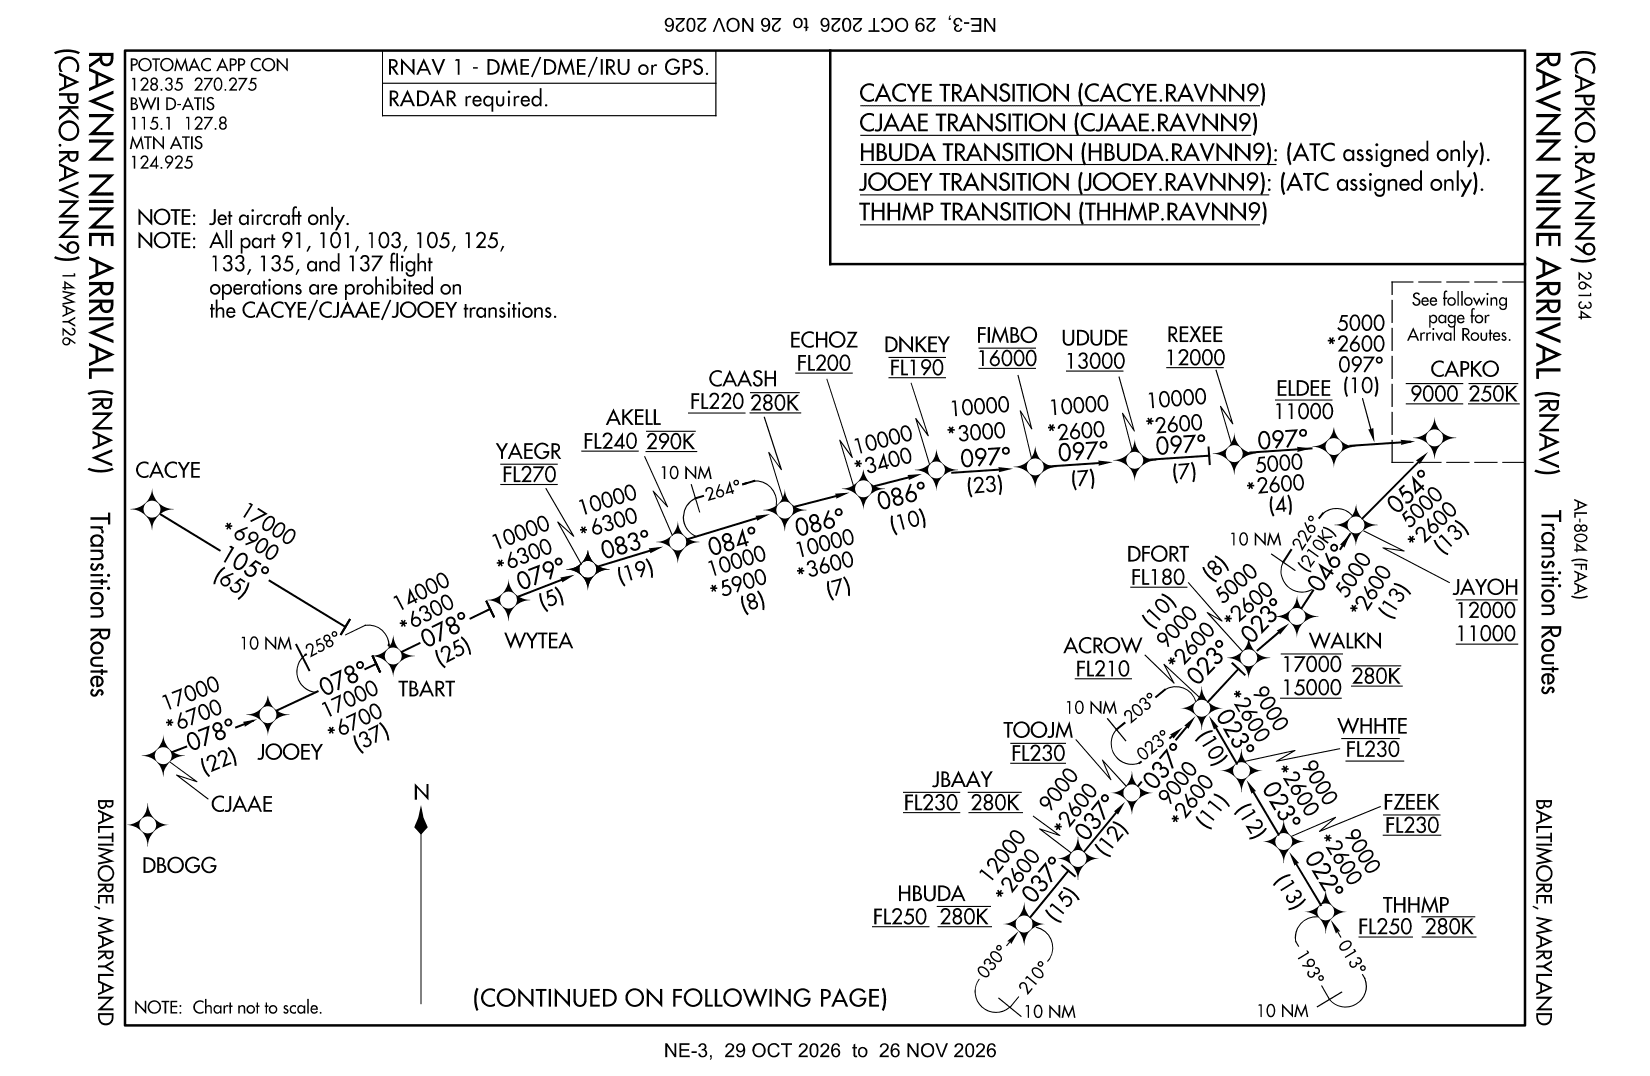 NE-3, 29 OCT 2026 to 26 NOV 2026
RAVNN NINE ARRIVAL (RNAV)
(CAPKO.RAVNN9) 14MAY26
Transition Routes
BALTIMORE, MARYLAND
POTOMAC APP CON
128.35 270.275
BWI D-ATIS
115.1 127.8
MTN ATIS
124.925
RNAV 1 - DME/DME/IRU or GPS.
RADAR required.
NOTE: Jet aircraft only.
NOTE: All part 91, 101, 103, 105, 125,
133, 135, and 137 flight
operations are prohibited on
the CACYE/CJAAE/JOOEY transitions.
CACYE TRANSITION (CACYE.RAVNN9)
CJAAE TRANSITION (CJAAE.RAVNN9)
HBUDA TRANSITION (HBUDA.RAVNN9): (ATC assigned only).
JOOEY TRANSITION (JOOEY.RAVNN9): (ATC assigned only).
THHMP TRANSITION (THHMP.RAVNN9)
See following
page for
Arrival Routes.
CAPKO
9000 250K
5000
*2600
097°
(10)
ELDEE
11000
097°
5000
*2600
(4)
REXEE
12000
10000
*2600
097°
(7)
UDUDE
13000
10000
*2600
097°
(7)
FIMBO
16000
10000
*3000
097°
(23)
DNKEY
FL190
10000
*3400
086°
(10)
ECHOZ
FL200
086°
10000
*3600
(7)
CAASH
FL220 280K
10 NM
264°
084°
10000
*5900
(8)
AKELL
FL240 290K
10000
*6300
083°
(19)
YAEGR
FL270
10000
*6300
079°
(5)
WYTEA
14000
*6300
078°
(25)
TBART
10 NM
258°
078°
17000
*6700
(37)
CACYE
17000
*6900
105°
(65)
JOOEY
17000
*6700
078°
(22)
CJAAE
DBOGG
N
054°
5000
*2600
(13)
JAYOH
12000
11000
10 NM
226°
(210K)
046°
5000
*2600
(13)
WALKN
17000
15000
280K
(8)
5000
*2600
023°
DFORT
FL180
(10)
9000
*2600
023°
ACROW
FL210
10 NM
203°
023°
037°
9000
*2600
(11)
TOOJM
FL230
9000
*2600
037°
(12)
JBAAY
FL230 280K
12000
*2600
037°
(15)
HBUDA
FL250 280K
030°
210°
10 NM
9000
*2600
023°
(10)
WHHTE
FL230
9000
*2600
023°
(12)
FZEEK
FL230
9000
*2600
022°
(13)
THHMP
FL250 280K
193°
013°
10 NM
NOTE: Chart not to scale.
(CONTINUED ON FOLLOWING PAGE)
(CAPKO.RAVNN9) 26134
RAVNN NINE ARRIVAL (RNAV)
AL-804 (FAA)
Transition Routes
BALTIMORE, MARYLAND
NE-3, 29 OCT 2026 to 26 NOV 2026